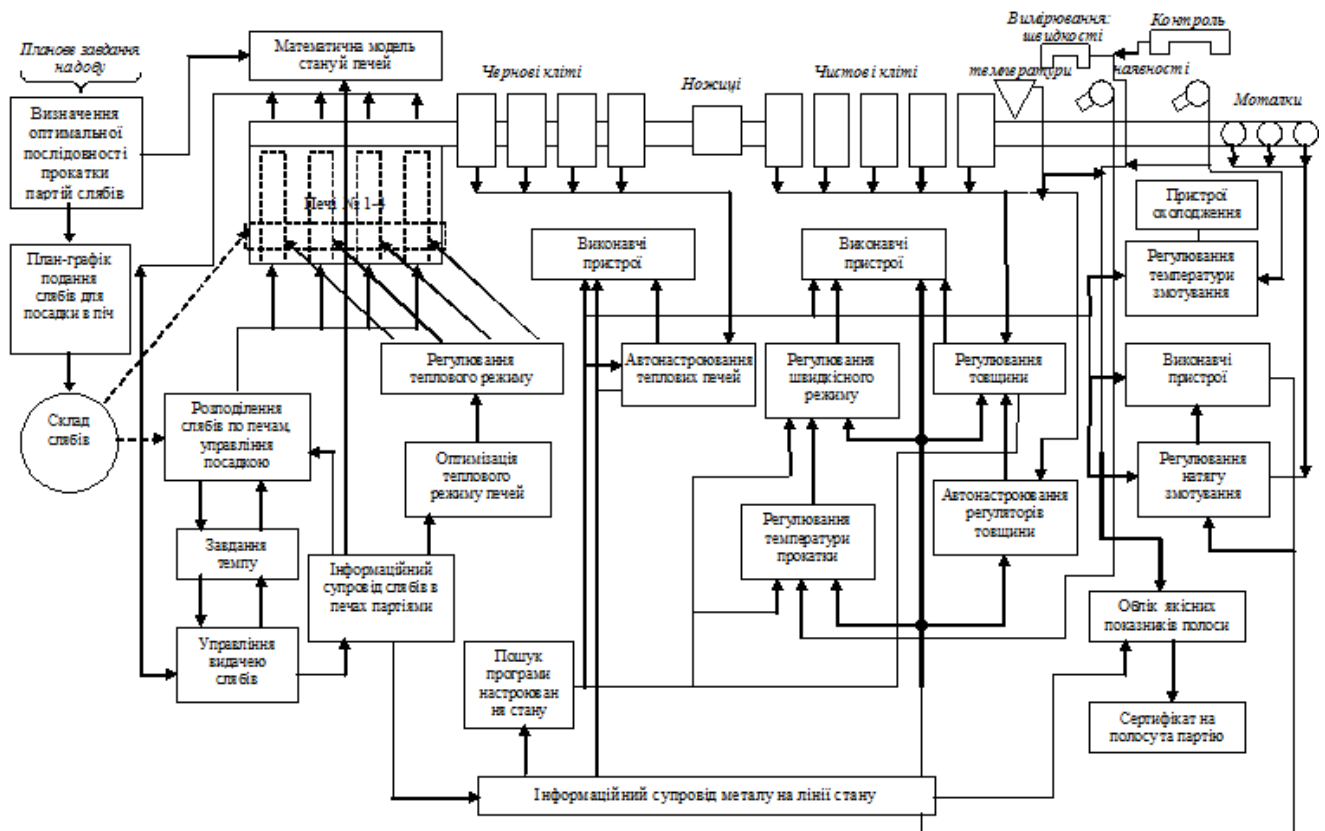 Планове завдання
на добу
Визначення
оптимальної
послідовності
прокатки
партій слябів
План-графік
подання
слябів для
посадки в піч
Склад
слябів
Математична модель
стану й печей
Печі № 1-4
Розподілення
слябів по печам,
управління
посадкою
Завдання
темпу
Управління
видачею
слябів
Регулювання
теплового режиму
Оптимізація
теплового
режиму печей
Інформаційний
супровід слябів в
печах партіями
Чернові кліті
Ножиці
Чистові кліті
Вимірювання:
швидкості
температури
Контроль
наявності
Моталки
Виконавчі
пристрої
Автонастроювання
теплових печей
Виконавчі
пристрої
Регулювання
швидкісного
режиму
Регулювання
товщини
Регулювання
температури
прокатки
Автонастроювання
регуляторів
товщини
Пристрої
охолодження
Регулювання
температури
змотування
Виконавчі
пристрої
Регулювання
натягу
змотування
Пошук
програми
настроюван
ня стану
Облік якісних
показників полоси
Сертифікат на
полосу та партію
Інформаційний супровід металу на лінії стану